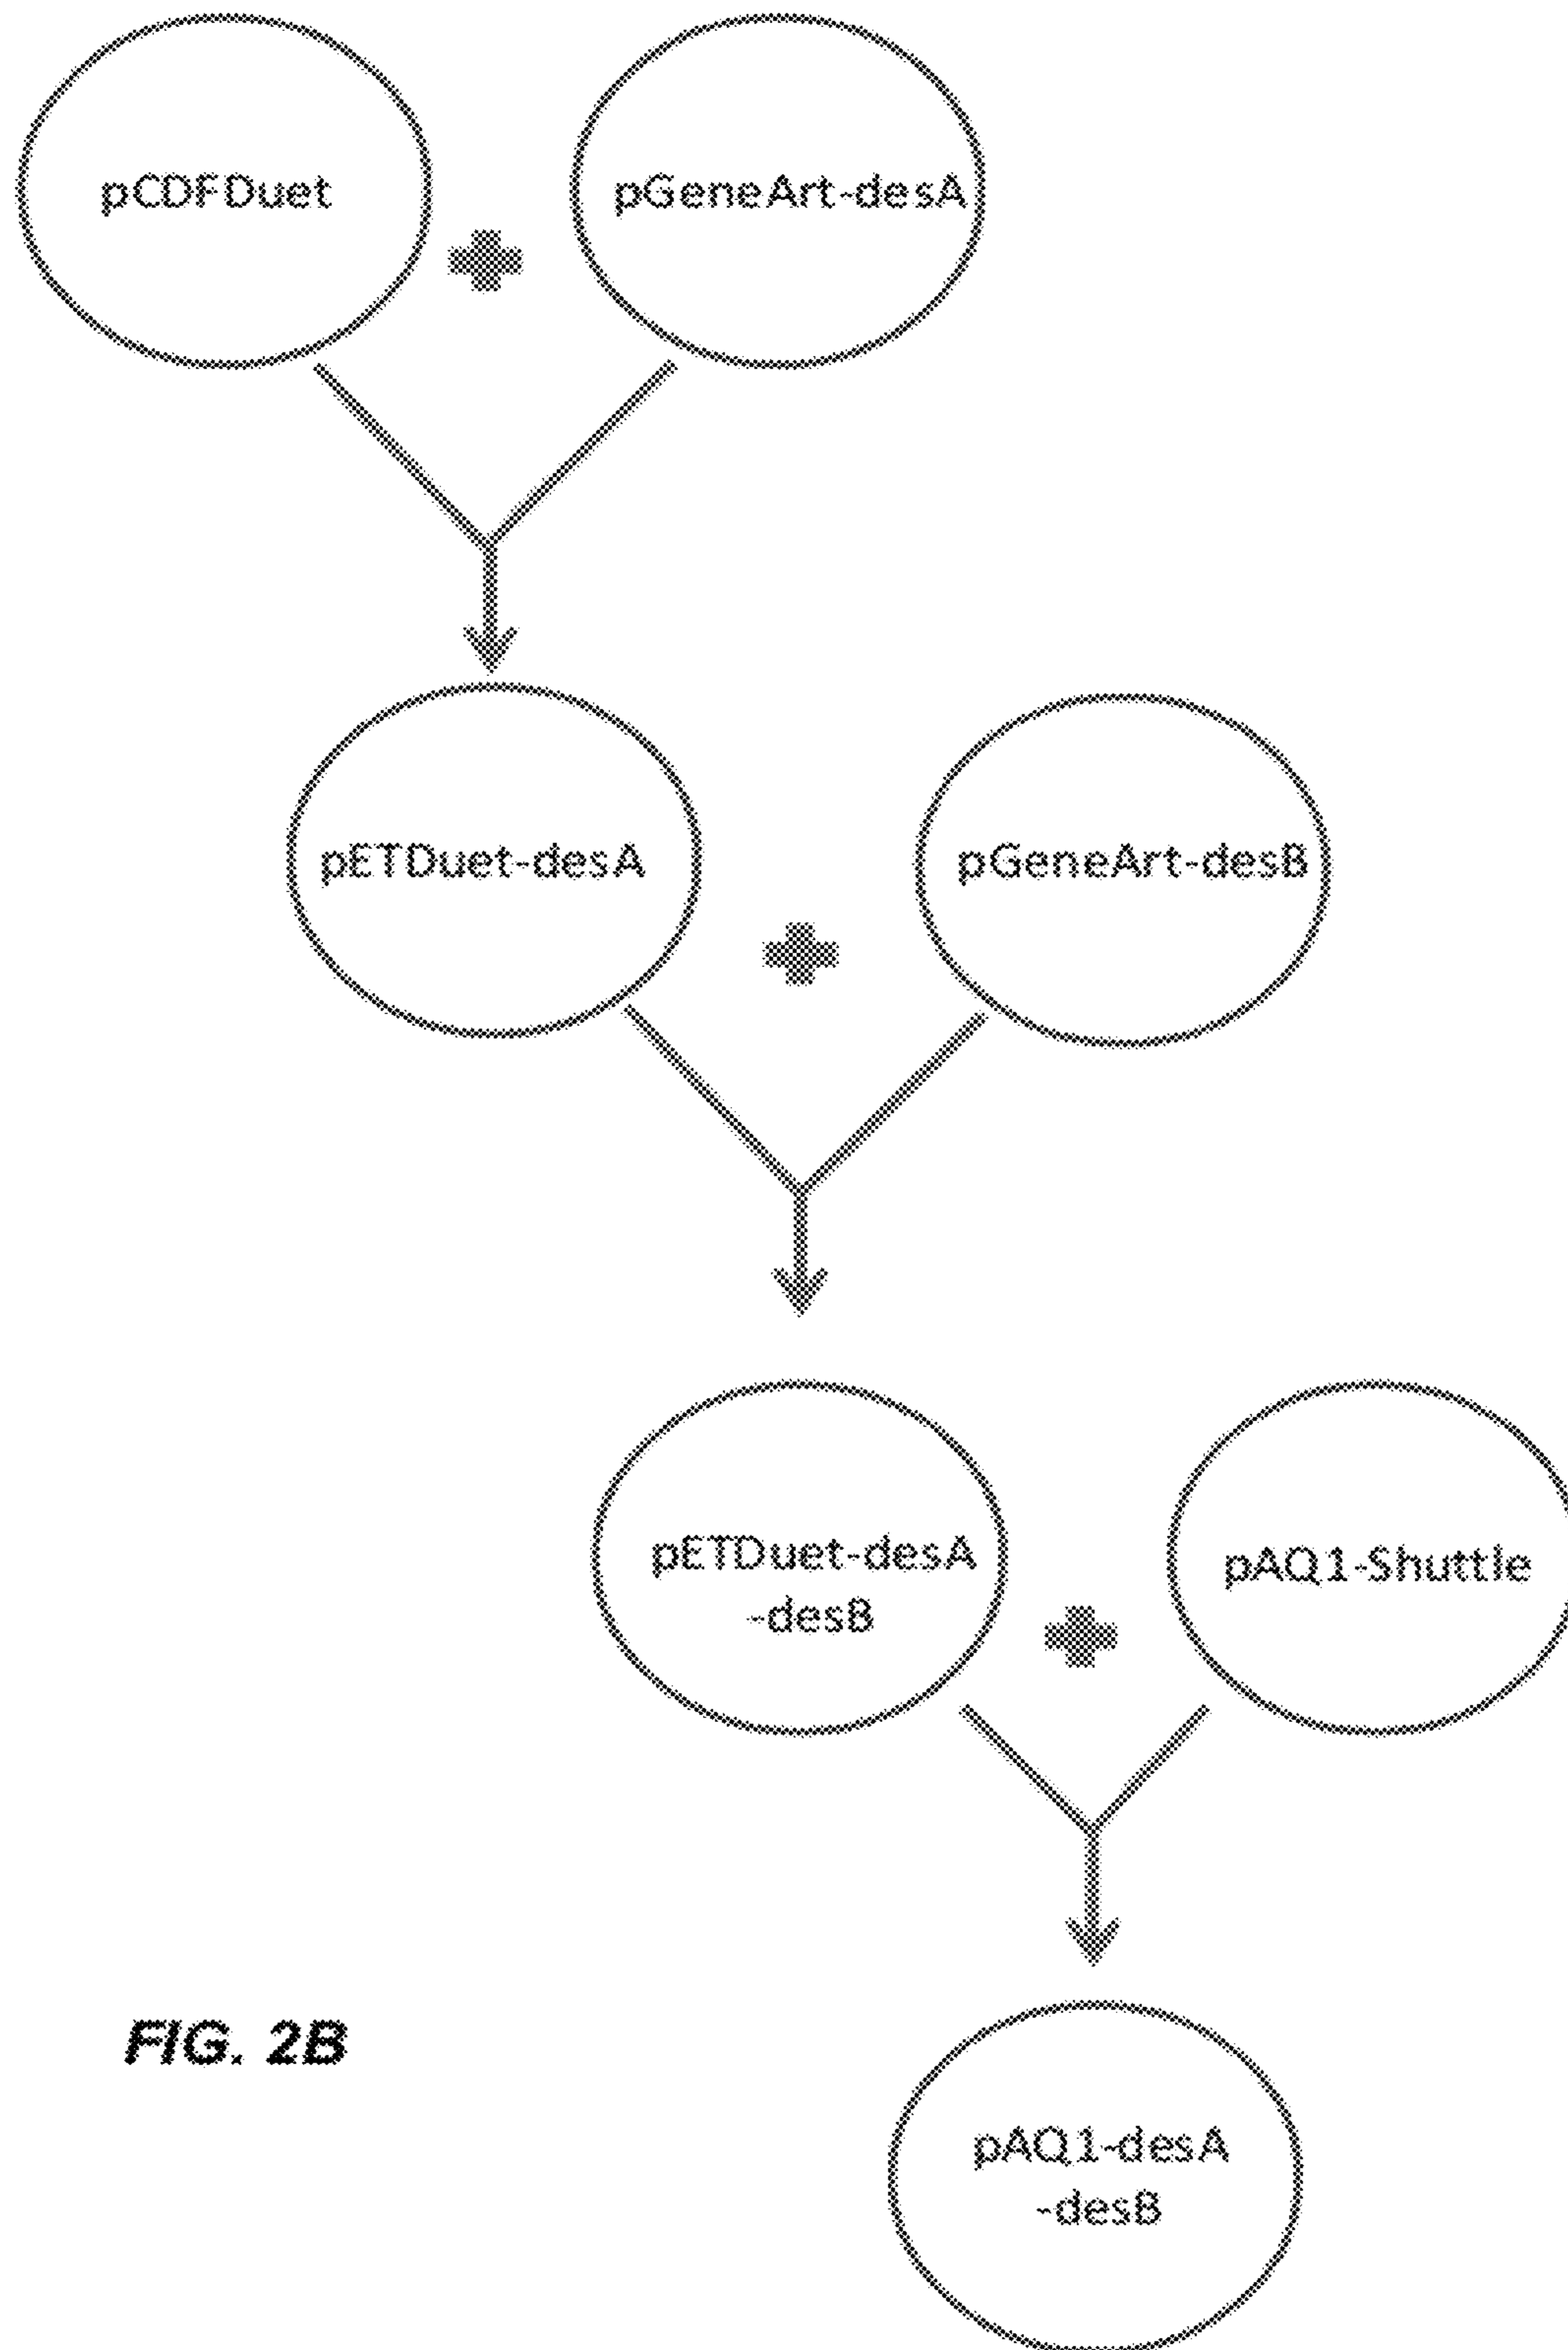 pCDFDuet
pGeneArt-desA
pETDuet-desA
pGeneArt-desB
pETDuet-desA
-desB
pAQ1-Shuttle
FIG. 2B
pAQ1-desA
-desB